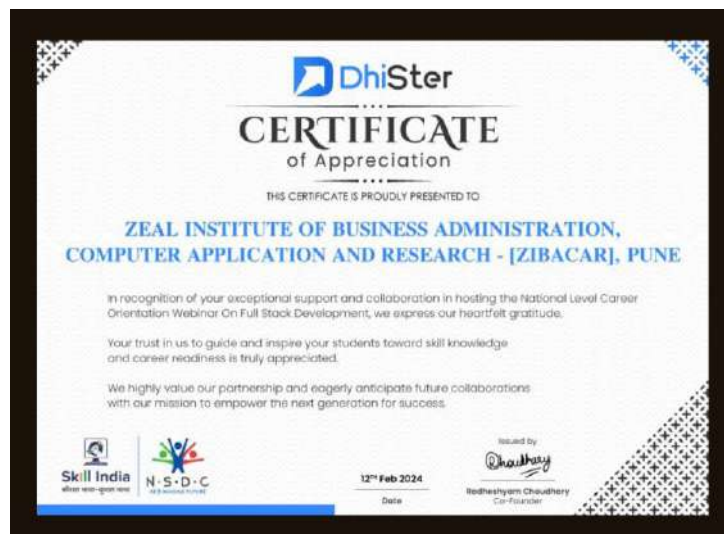 DhiSter
CERTIFICATE
of Appreciation
THIS CERTIFICATE IS PROUDLY PRESENTED TO
ZEAL INSTITUTE OF BUSINESS ADMINISTRATION,
COMPUTER APPLICATION AND RESEARCH - [ZIBACAR], PUNE
In recognition of your exceptional support and collaboration in hosting the National Level Career
Orientation Webinar On Full Stack Development, we express our heartfelt gratitude.
Your trust in us to guide and inspire your students toward skill knowledge
and career readiness is truly appreciated.
We highly value our partnership and eagerly anticipate future collaborations
with our mission to empower the next generation for success.
Skill India
कौशल भारत-कुशल भारत
N·S·D·C
12TH Feb 2024
Date
Issued by
Choudhary
Radheshyam Choudhary
Co-Founder